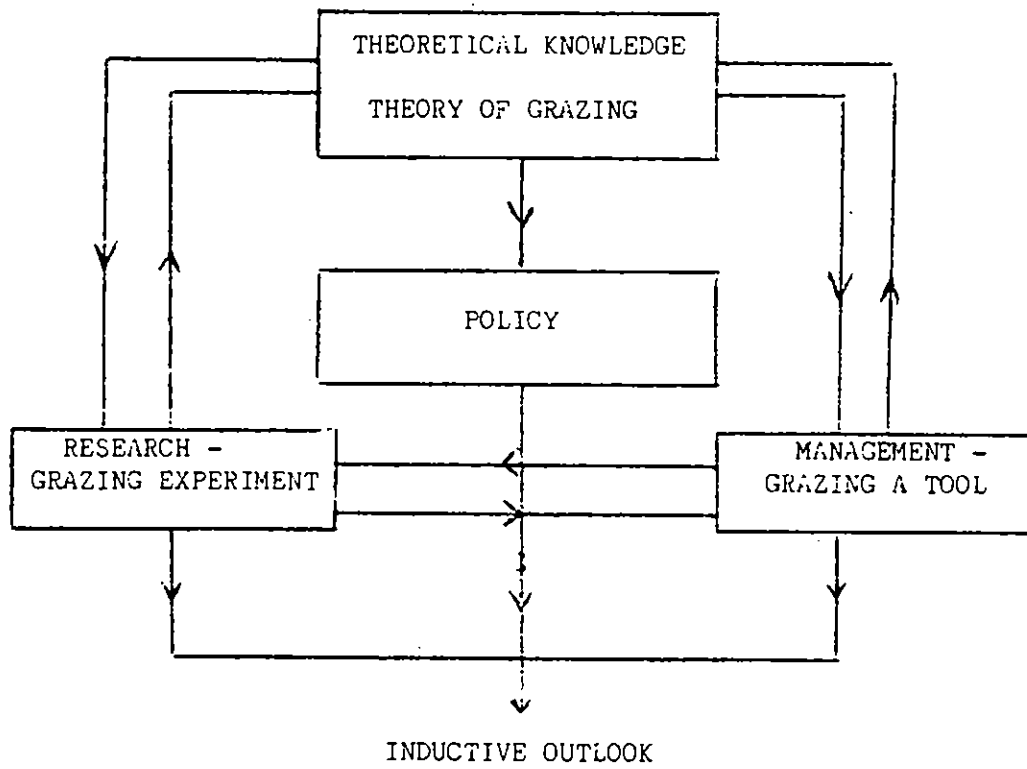 THEORETICAL KNOWLEDGE
THEORY OF GRAZING
POLICY
RESEARCH -
GRAZING EXPERIMENT
MANAGEMENT -
GRAZING A TOOL
INDUCTIVE OUTLOOK